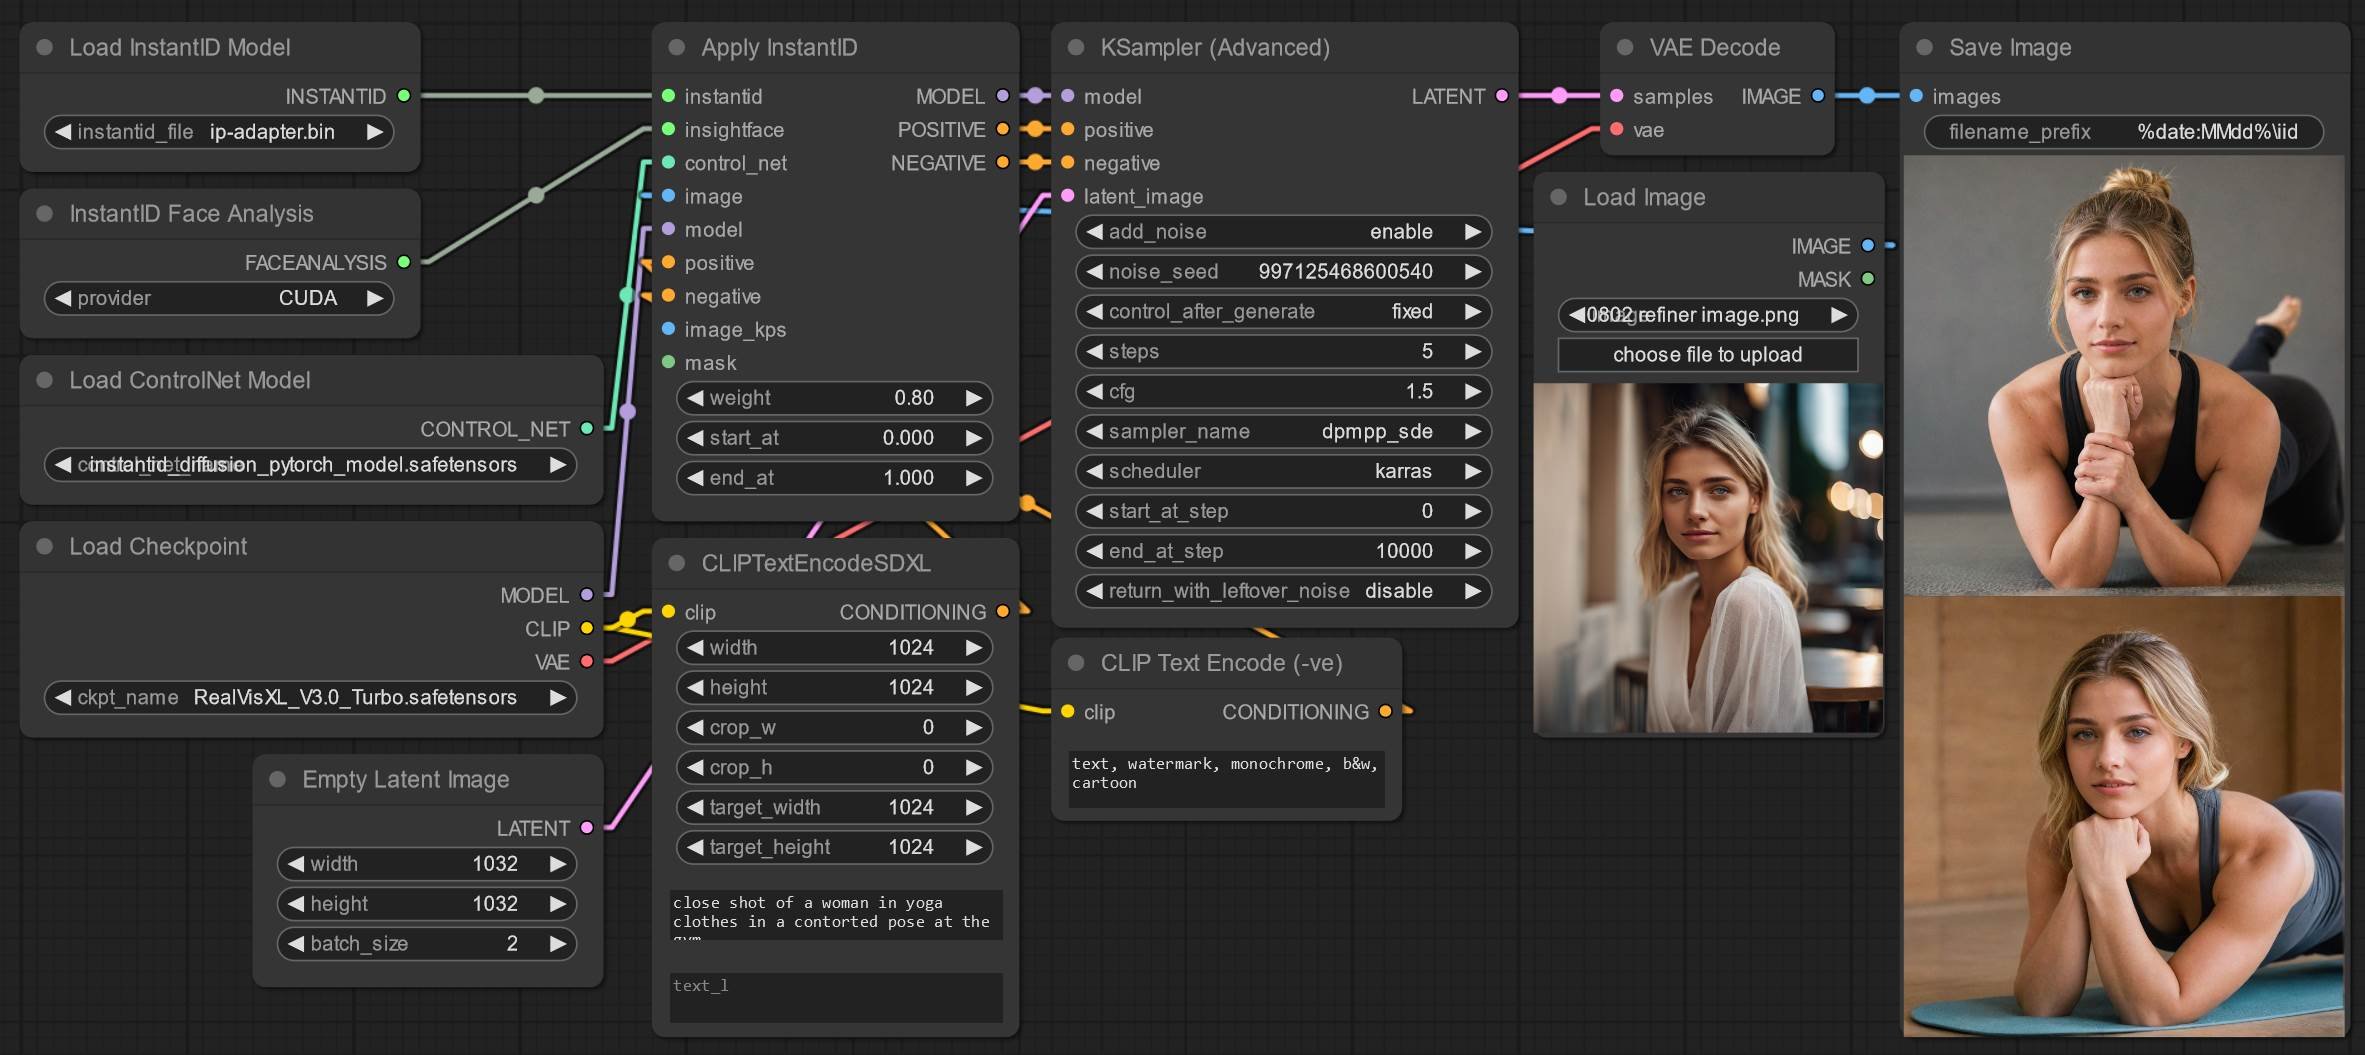 Load InstantID Model
INSTANTID
instantid_file ip-adapter.bin
InstantID Face Analysis
FACEANALYSIS
provider CUDA
Load ControlNet Model
CONTROL_NET
instantid_diffusion_pytorch_model.safetensors
Load Checkpoint
MODEL
CLIP
VAE
ckpt_name RealVisXL_V3.0_Turbo.safetensors
Empty Latent Image
LATENT
width 1032
height 1032
batch_size 2
Apply InstantID
instantid MODEL
insightface POSITIVE
control_net NEGATIVE
image
model
positive
negative
image_kps
mask
weight 0.80
start_at 0.000
end_at 1.000
CLIPTextEncodeSDXL
clip CONDITIONING
width 1024
height 1024
crop_w 0
crop_h 0
target_width 1024
target_height 1024
close shot of a woman in yoga
clothes in a contorted pose at the
gym
text_l
KSampler (Advanced)
model LATENT
positive
negative
latent_image
add_noise enable
noise_seed 997125468600540
control_after_generate fixed
steps 5
cfg 1.5
sampler_name dpmpp_sde
scheduler karras
start_at_step 0
end_at_step 10000
return_with_leftover_noise disable
CLIP Text Encode (-ve)
clip CONDITIONING
text, watermark, monochrome, b&w,
cartoon
VAE Decode
samples IMAGE
vae
Load Image
IMAGE
MASK
0802 refiner image.png
choose file to upload
Save Image
images
filename_prefix %date:MMdd%\iid